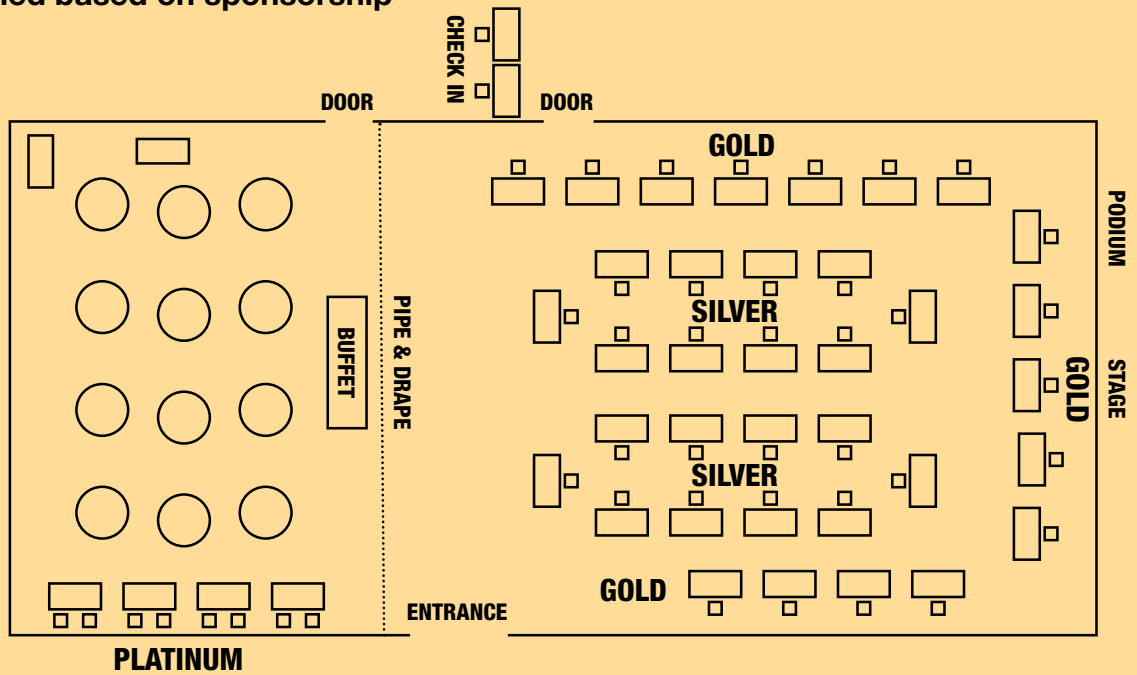 based on sponsorship
CHECK IN
DOOR
DOOR
GOLD
PODIUM
SILVER
PIPE & DRAPE
BUFFET
STAGE
GOLD
SILVER
GOLD
ENTRANCE
PLATINUM